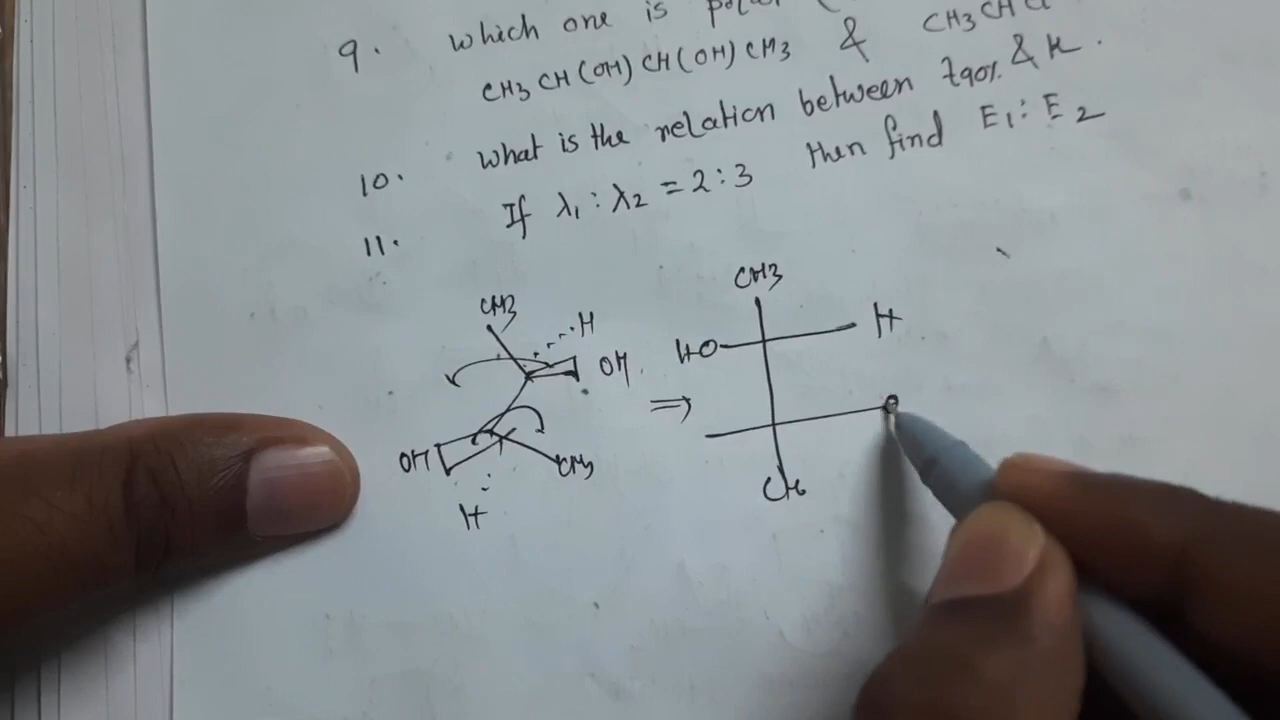 9. which one is
CH3 CH (OH) CH (OH) CH3 & CH3 CH
10. what is the relation between t90% & K.
11. If λ1 : λ2 = 2 : 3 then find E1 : E2
CH3
H
OH
OH
CH3
H
⇒
CH3
HO
H